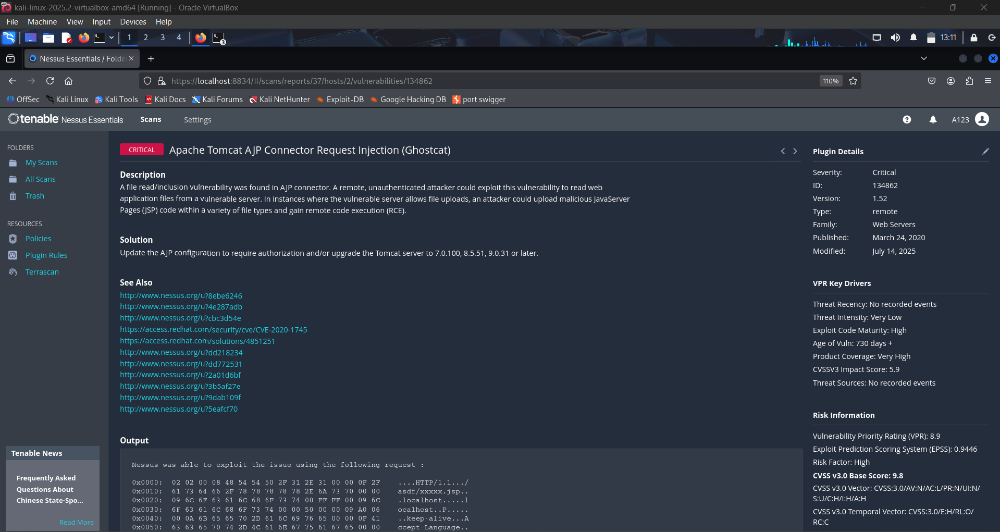 kali-linux-2025.2-virtualbox-amd64 [Running] - Oracle VirtualBox
File Machine View Input Devices Help
1 2 3 4
3
13:11
Nessus Essentials / Folde
https://localhost:8834/#/scans/reports/37/hosts/2/vulnerabilities/134862
110%
OffSec Kali Linux Kali Tools Kali Docs Kali Forums Kali NetHunter Exploit-DB Google Hacking DB port swigger
tenable Nessus Essentials Scans Settings A123
FOLDERS
My Scans
All Scans
Trash
RESOURCES
Policies
Plugin Rules
Terrascan
Tenable News
Frequently Asked
Questions About
Chinese State-Spo...
Read More
CRITICAL Apache Tomcat AJP Connector Request Injection (Ghostcat)
Description
A file read/inclusion vulnerability was found in AJP connector. A remote, unauthenticated attacker could exploit this vulnerability to read web
application files from a vulnerable server. In instances where the vulnerable server allows file uploads, an attacker could upload malicious JavaServer
Pages (JSP) code within a variety of file types and gain remote code execution (RCE).
Solution
Update the AJP configuration to require authorization and/or upgrade the Tomcat server to 7.0.100, 8.5.51, 9.0.31 or later.
See Also
http://www.nessus.org/u?8ebe6246
http://www.nessus.org/u?4e287adb
http://www.nessus.org/u?cbc3d54e
https://access.redhat.com/security/cve/CVE-2020-1745
https://access.redhat.com/solutions/4851251
http://www.nessus.org/u?dd218234
http://www.nessus.org/u?dd772531
http://www.nessus.org/u?2a01d6bf
http://www.nessus.org/u?3b5af27e
http://www.nessus.org/u?9dab109f
http://www.nessus.org/u?5eafcf70
Output
Nessus was able to exploit the issue using the following request :
0x0000: 02 02 00 08 48 54 54 50 2F 31 2E 31 00 00 0F 2F ....HTTP/1.1.../
0x0010: 61 73 64 66 2F 78 78 78 78 78 2E 6A 73 70 00 00 asdf/xxxxx.jsp..
0x0020: 09 6C 6F 63 61 6C 68 6F 73 74 00 FF FF 00 09 6C .localhost.....l
0x0030: 6F 63 61 6C 68 6F 73 74 00 00 50 00 00 09 A0 06 ocalhost..P.....
0x0040: 00 0A 6B 65 65 70 2D 61 6C 69 76 65 00 00 0F 41 ..keep-alive...A
0x0050: 63 63 65 70 74 2D 4C 61 6E 67 75 61 67 65 00 00 ccept-Language..
Plugin Details
Severity: Critical
ID: 134862
Version: 1.52
Type: remote
Family: Web Servers
Published: March 24, 2020
Modified: July 14, 2025
VPR Key Drivers
Threat Recency: No recorded events
Threat Intensity: Very Low
Exploit Code Maturity: High
Age of Vuln: 730 days +
Product Coverage: Very High
CVSSV3 Impact Score: 5.9
Threat Sources: No recorded events
Risk Information
Vulnerability Priority Rating (VPR): 8.9
Exploit Prediction Scoring System (EPSS): 0.9446
Risk Factor: High
CVSS v3.0 Base Score: 9.8
CVSS v3.0 Vector: CVSS:3.0/AV:N/AC:L/PR:N/UI:N/
S:U/C:H/I:H/A:H
CVSS v3.0 Temporal Vector: CVSS:3.0/E:H/RL:O/
RC:C